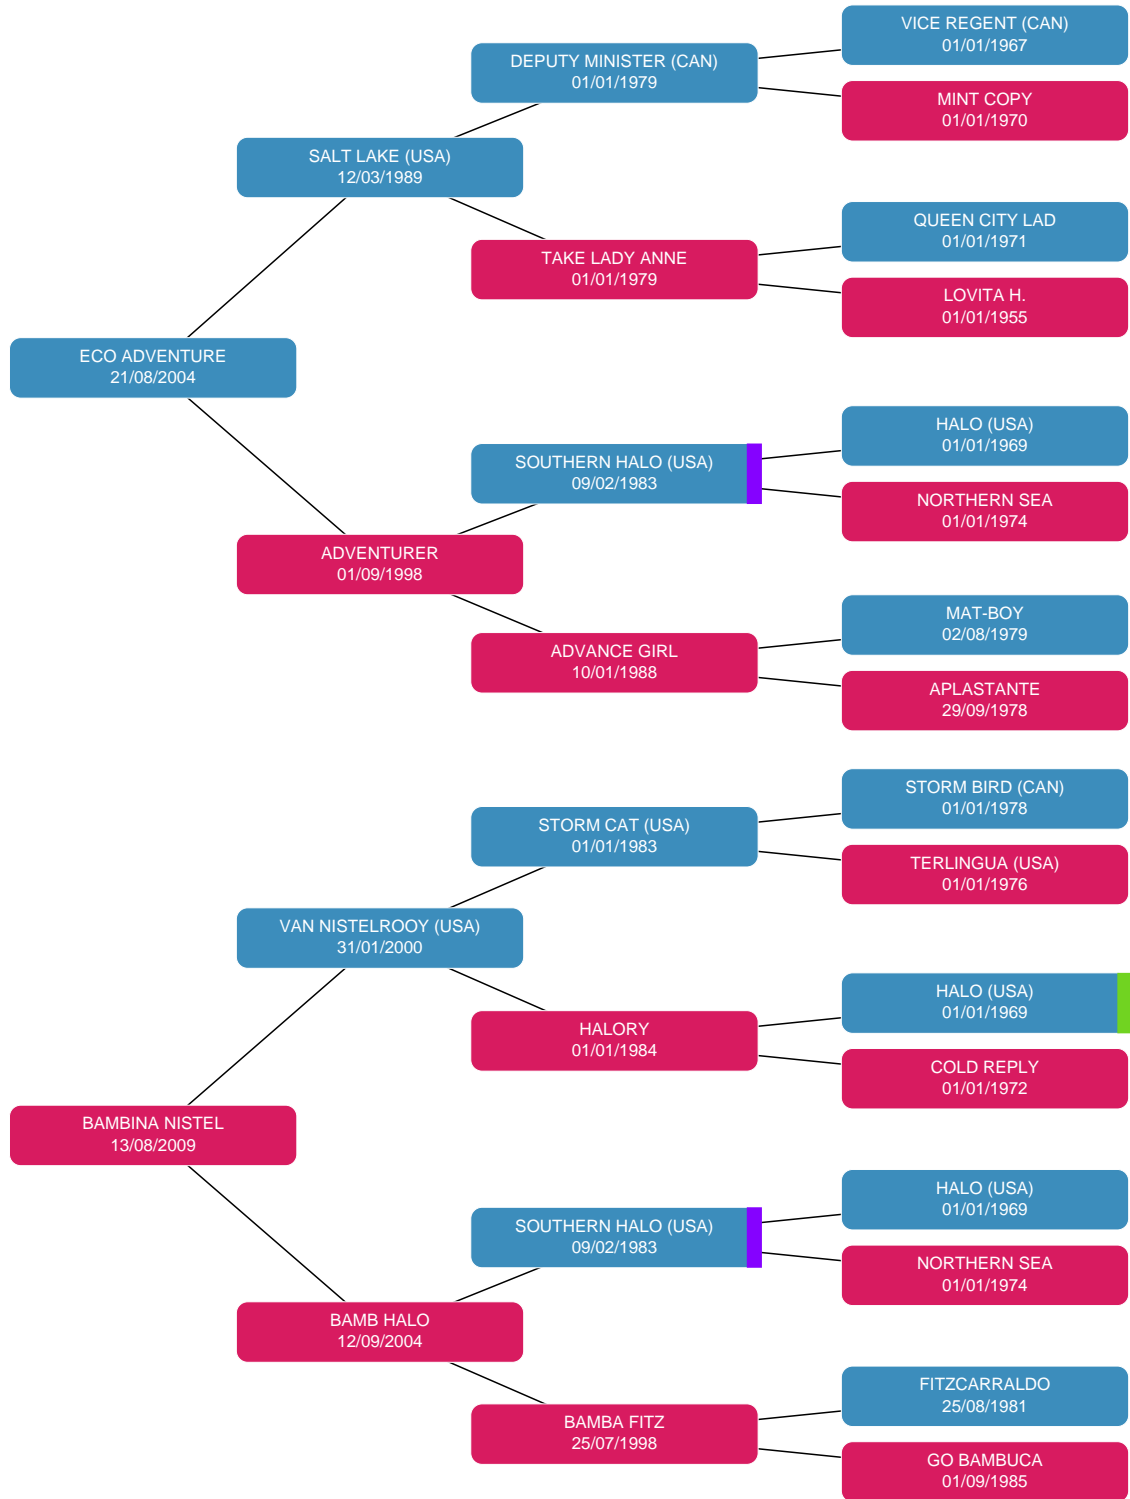 VICE REGENT (CAN)
01/01/1967
DEPUTY MINISTER (CAN)
01/01/1979
MINT COPY
01/01/1970
SALT LAKE (USA)
12/03/1989
QUEEN CITY LAD
01/01/1971
TAKE LADY ANNE
01/01/1979
LOVITA H.
01/01/1955
ECO ADVENTURE
21/08/2004
HALO (USA)
01/01/1969
SOUTHERN HALO (USA)
09/02/1983
NORTHERN SEA
01/01/1974
ADVENTURER
01/09/1998
MAT-BOY
02/08/1979
ADVANCE GIRL
10/01/1988
APLASTANTE
29/09/1978
STORM BIRD (CAN)
01/01/1978
STORM CAT (USA)
01/01/1983
TERLINGUA (USA)
01/01/1976
VAN NISTELROOY (USA)
31/01/2000
HALO (USA)
01/01/1969
HALORY
01/01/1984
COLD REPLY
01/01/1972
BAMBINA NISTEL
13/08/2009
HALO (USA)
01/01/1969
SOUTHERN HALO (USA)
09/02/1983
NORTHERN SEA
01/01/1974
BAMB HALO
12/09/2004
FITZCARRALDO
25/08/1981
BAMBA FITZ
25/07/1998
GO BAMBUCA
01/09/1985